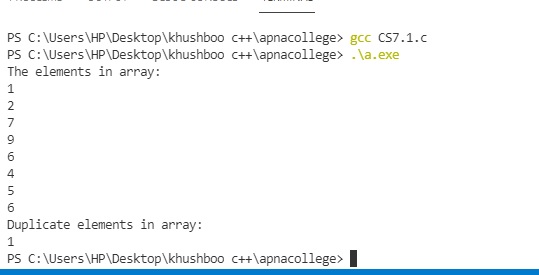 PS C:\Users\HP\Desktop\khushboo c++\apnacollege> gcc CS7.1.c
PS C:\Users\HP\Desktop\khushboo c++\apnacollege> .\a.exe
The elements in array:
1
2
7
9
6
4
5
6
Duplicate elements in array:
1
PS C:\Users\HP\Desktop\khushboo c++\apnacollege>